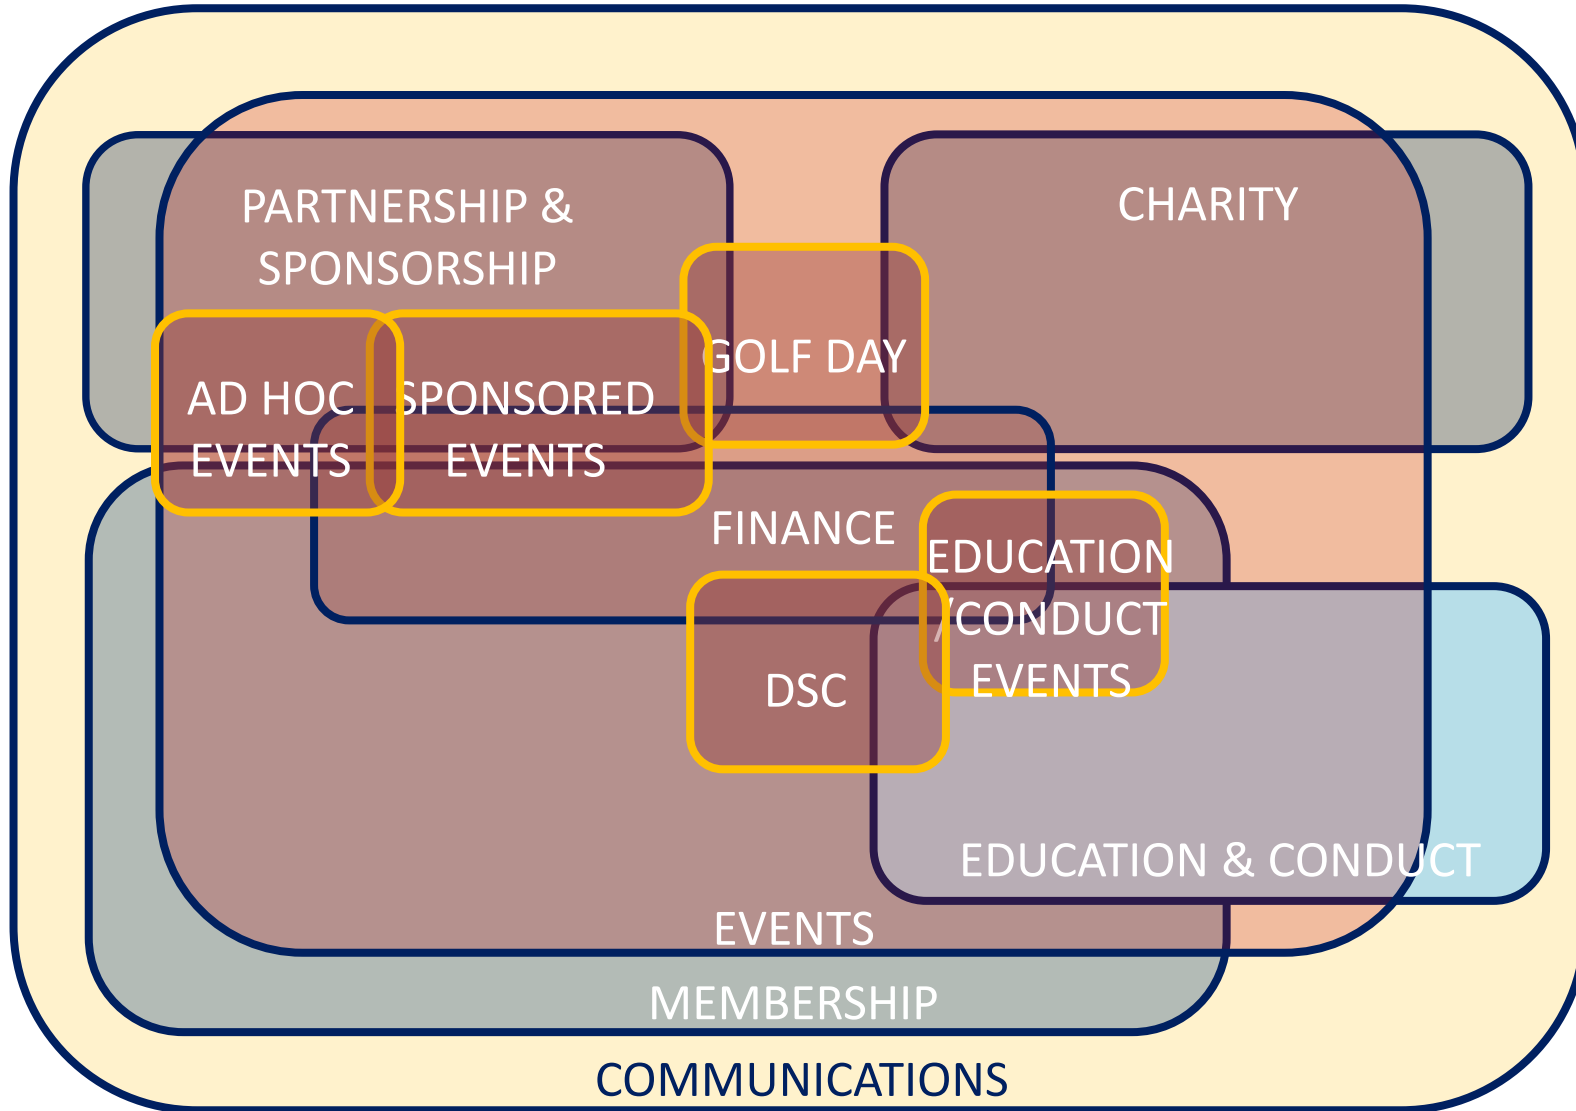 PARTNERSHIP &
SPONSORSHIP
CHARITY
GOLF DAY
AD HOC
EVENTS
SPONSORED
EVENTS
FINANCE
EDUCATION
/CONDUCT
EVENTS
DSC
EDUCATION & CONDUCT
EVENTS
MEMBERSHIP
COMMUNICATIONS